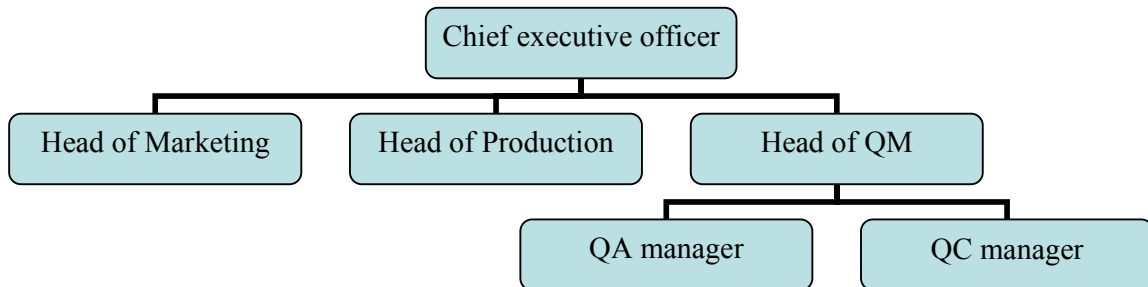 Chief executive officer
Head of Marketing
Head of Production
Head of QM
QA manager
QC manager